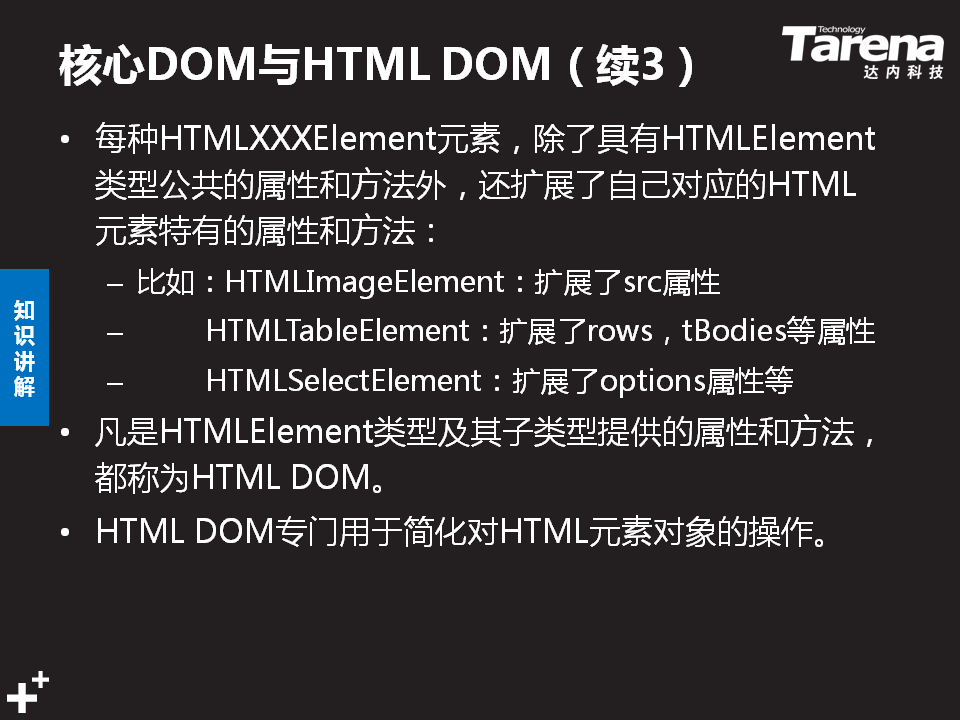 核心DOM与HTML DOM（续3）
Technology
Tarena
达内科技
• 每种HTMLXXXElement元素，除了具有HTMLElement
类型公共的属性和方法外，还扩展了自己对应的HTML
元素特有的属性和方法：
– 比如：HTMLImageElement：扩展了src属性
– HTMLTableElement：扩展了rows，tBodies等属性
– HTMLSelectElement：扩展了options属性等
• 凡是HTMLElement类型及其子类型提供的属性和方法，
都称为HTML DOM。
• HTML DOM专门用于简化对HTML元素对象的操作。
知
识
讲
解